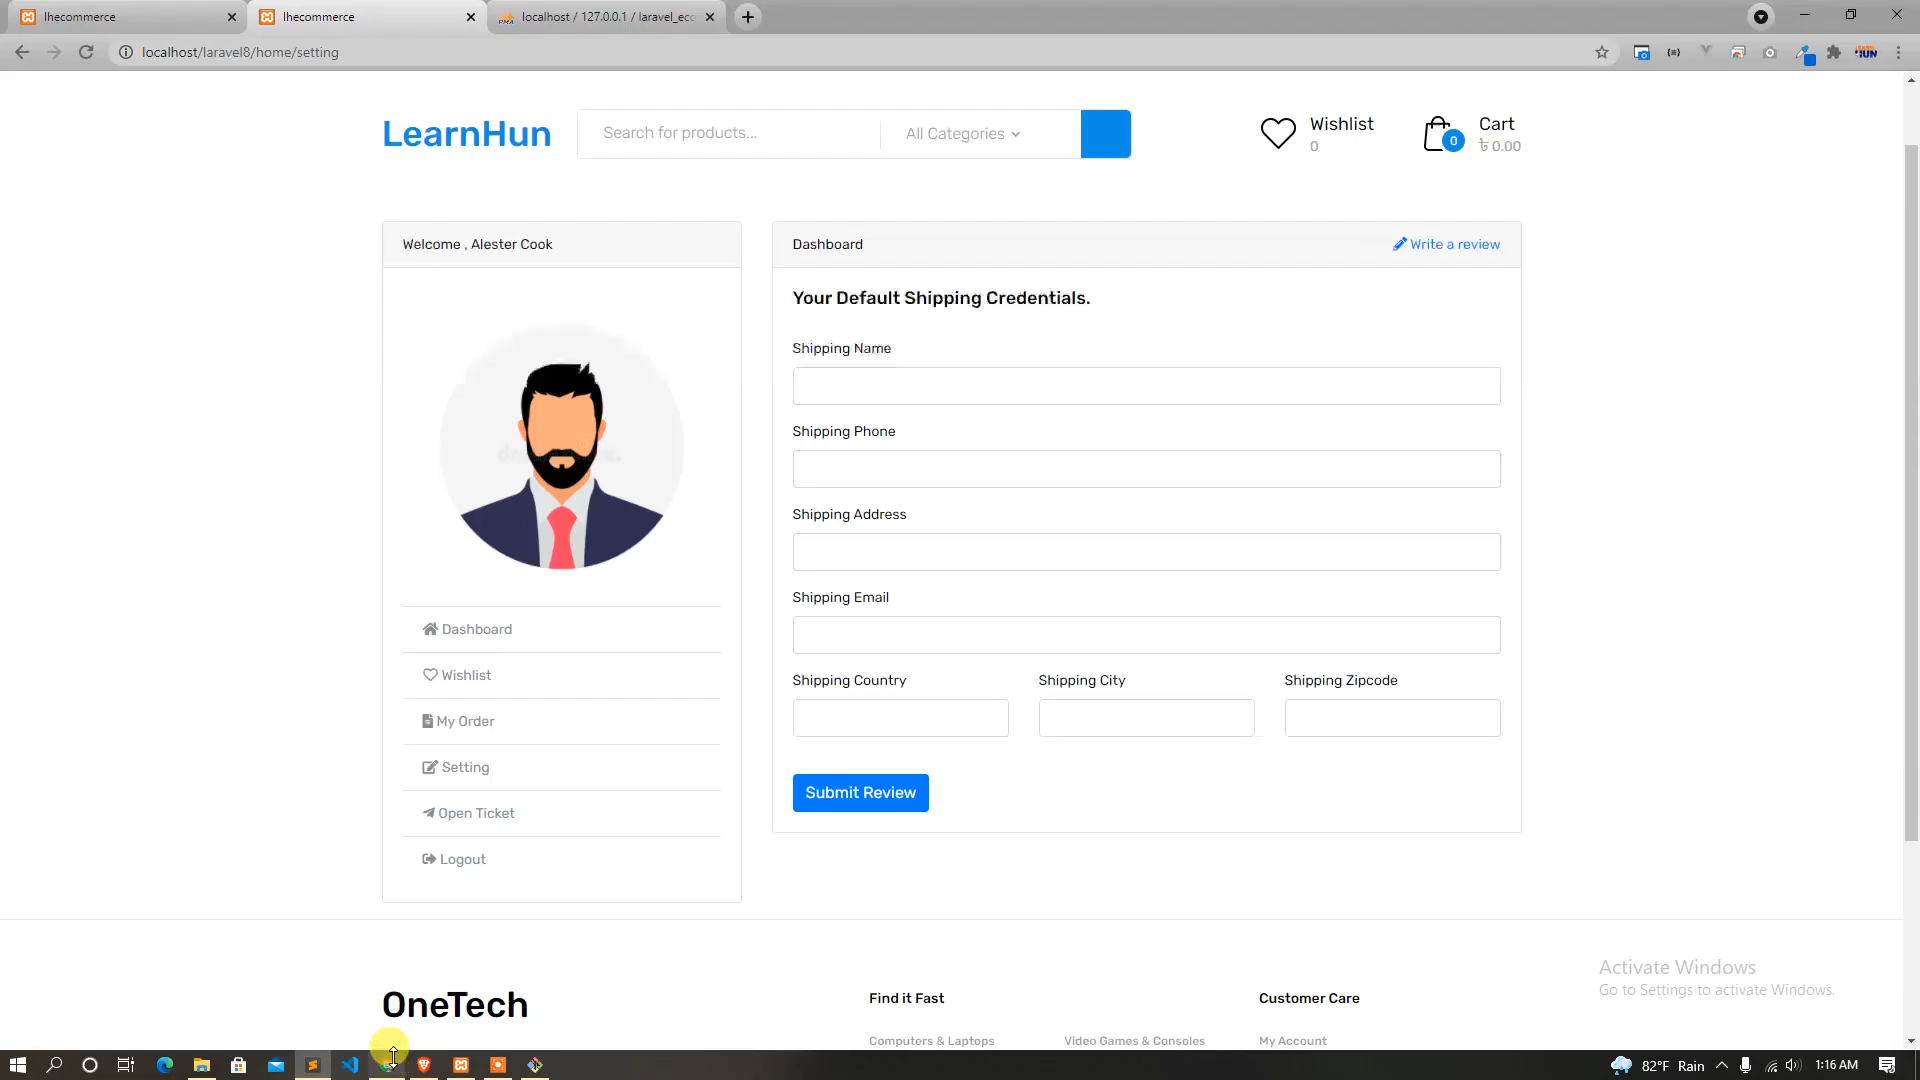 lhecommerce
lhecommerce
localhost / 127.0.0.1 / laravel_eco
localhost/laravel8/home/setting
LearnHun
Search for products...
All Categories
Wishlist
0
0
Cart
৳ 0.00
Welcome , Alester Cook
Dashboard
Write a review
Your Default Shipping Credentials.
Shipping Name
Shipping Phone
Shipping Address
Shipping Email
Shipping Country
Shipping City
Shipping Zipcode
Submit Review
Dashboard
Wishlist
My Order
Setting
Open Ticket
Logout
Activate Windows
Go to Settings to activate Windows.
OneTech
Find it Fast
Customer Care
Computers & Laptops
Video Games & Consoles
My Account
82°F Rain
1:16 AM